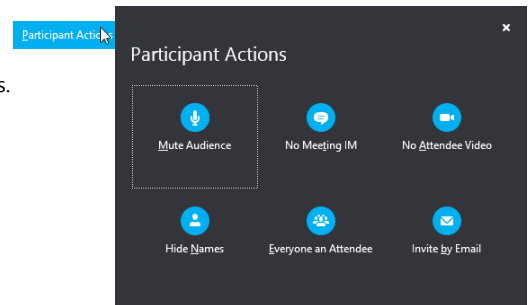 Participant Actions
s.
Participant Actions
Mute Audience
No Meeting IM
No Attendee Video
Hide Names
Everyone an Attendee
Invite by Email